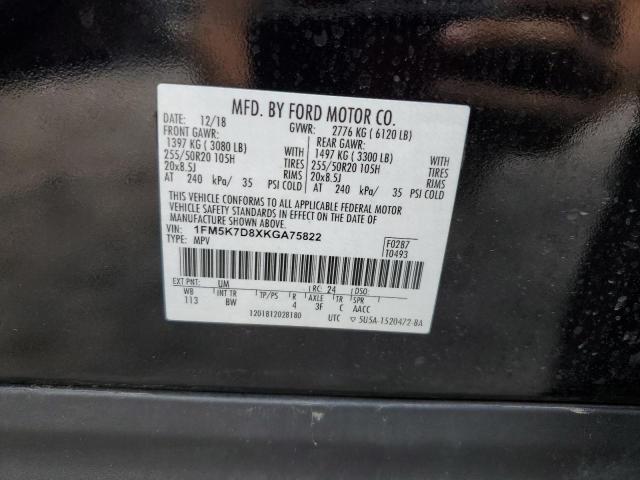 MFD. BY FORD MOTOR CO.
DATE: 12/18 GVWR: 2776 KG ( 6120 LB)
FRONT GAWR: REAR GAWR:
1397 KG ( 3080 LB) WITH 1497 KG ( 3300 LB) WITH
255/50R20 105H TIRES 255/50R20 105H TIRES
20x8.5J RIMS 20x8.5J RIMS
AT 240 kPa/ 35 PSI COLD AT 240 kPa/ 35 PSI COLD
THIS VEHICLE CONFORMS TO ALL APPLICABLE FEDERAL MOTOR
VEHICLE SAFETY STANDARDS IN EFFECT ON THE DATE OF
MANUFACTURE SHOWN ABOVE.
VIN: 1FM5K7D8XKGA75822 F0287
TYPE: MPV T0493
EXT PNT: UM RC: 24 DSO:
WB INT TR TP/PS R AXLE TR SPR
113 BW 4 3F C AACC
1201812028180 UTC ▽ 5U5A-1520472-BA